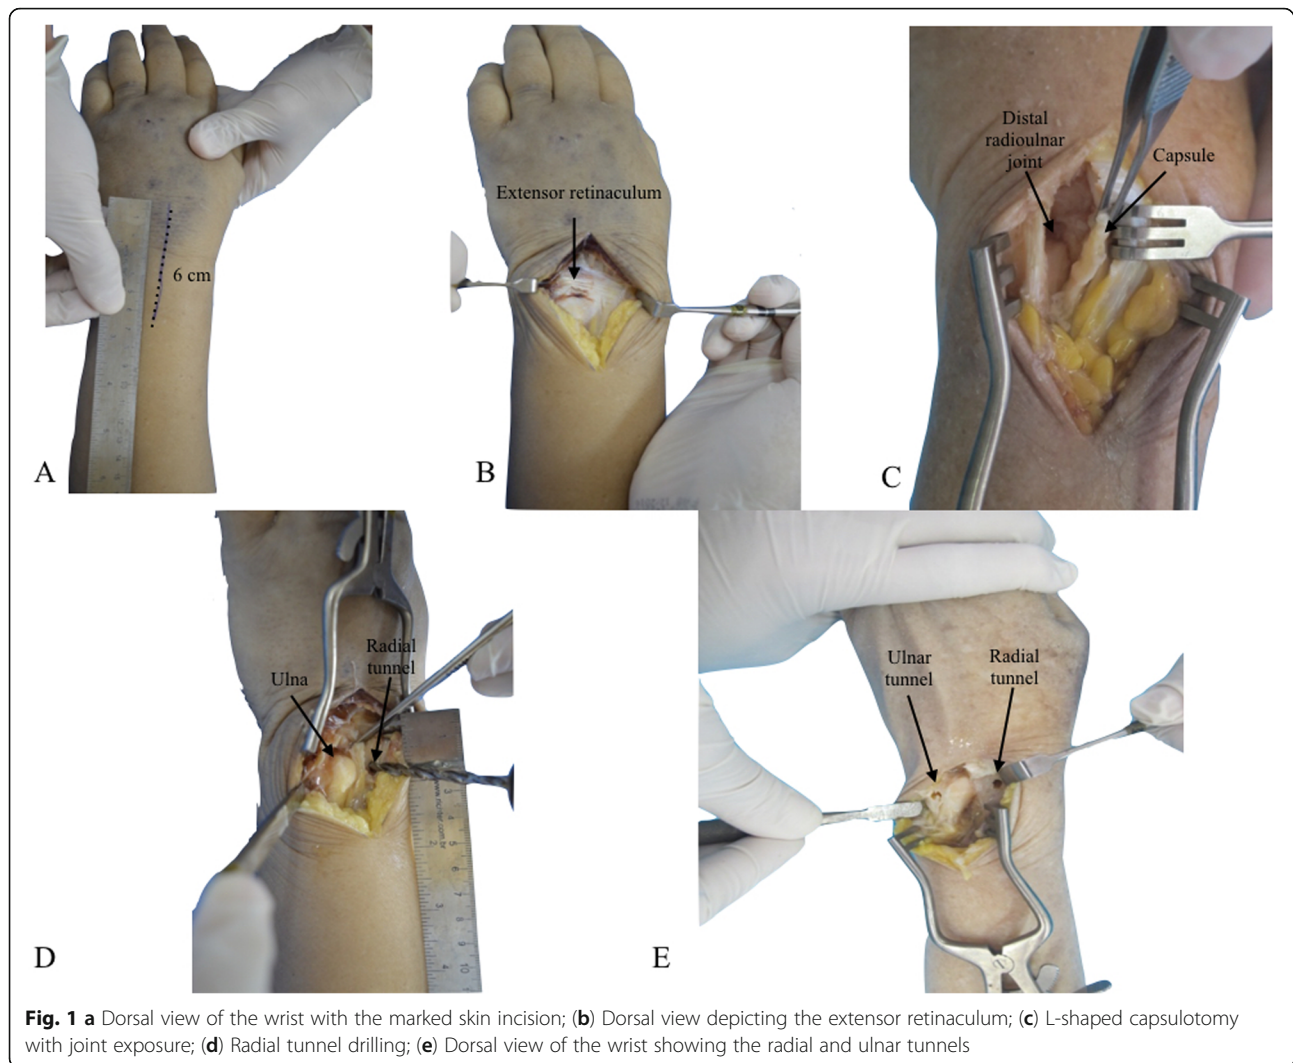 6 cm
A
Extensor retinaculum
B
Distal
radioulnar
joint
Capsule
C
Ulna
Radial
tunnel
D
Ulnar
tunnel
Radial
tunnel
E
Fig. 1 a Dorsal view of the wrist with the marked skin incision; (b) Dorsal view depicting the extensor retinaculum; (c) L-shaped capsulotomy
with joint exposure; (d) Radial tunnel drilling; (e) Dorsal view of the wrist showing the radial and ulnar tunnels